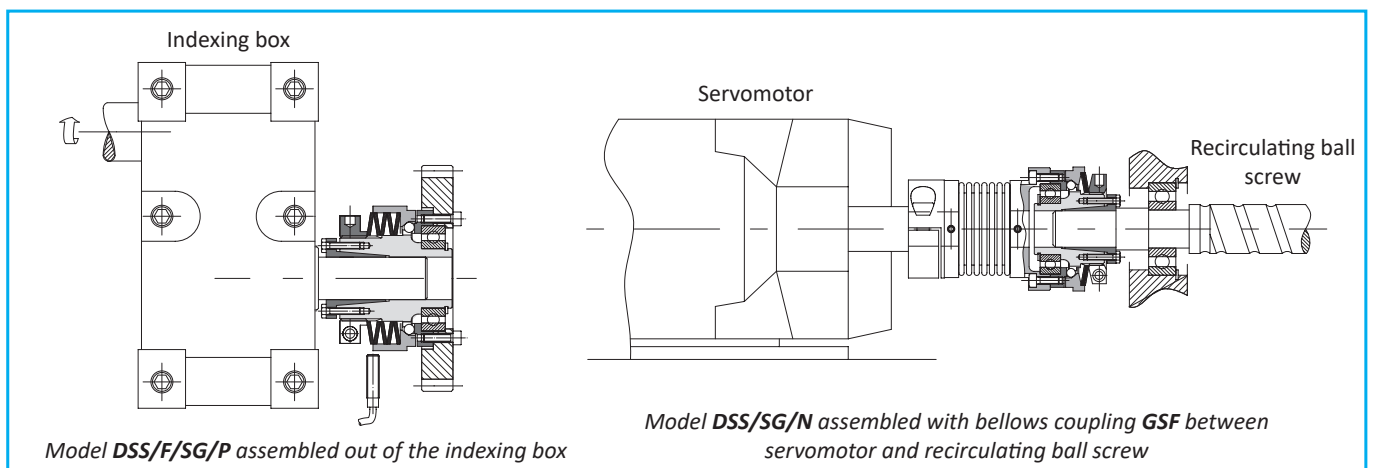 Indexing box
Servomotor
Recirculating ball
screw
Model DSS/F/SG/P assembled out of the indexing box
Model DSS/SG/N assembled with bellows coupling GSF between
servomotor and recirculating ball screw